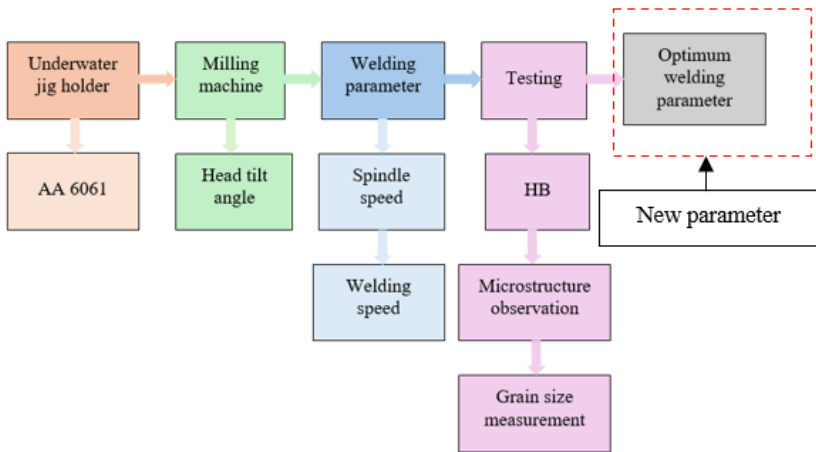 Underwater
jig holder
Milling
machine
Welding
parameter
Testing
Optimum
welding
parameter
AA 6061
Head tilt
angle
Spindle
speed
HB
New parameter
Welding
speed
Microstructure
observation
Grain size
measurement